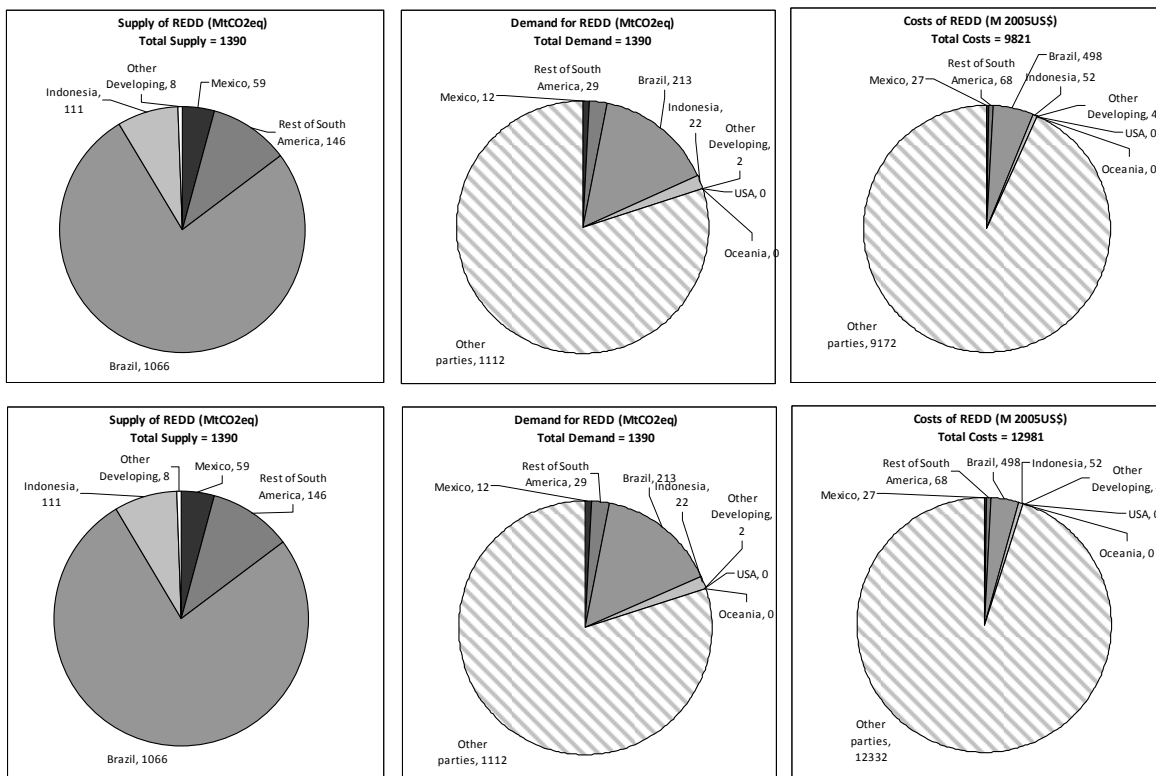 Supply of REDD (MtCO2eq)
Total Supply = 1390
Other
Developing, 8
Mexico, 59
Indonesia,
111
Rest of South
America, 146
Brazil, 1066
Demand for REDD (MtCO2eq)
Total Demand = 1390
Rest of South
America, 29
Mexico, 12
Brazil, 213
Indonesia,
22
Other
Developing,
2
USA, 0
Oceania, 0
Other
parties, 1112
Costs of REDD (M 2005US$)
Total Costs = 9821
Rest of South
America, 68
Mexico, 27
Brazil, 498
Indonesia, 52
Other
Developing, 4
USA, 0
Oceania, 0
Other
parties, 9172
Supply of REDD (MtCO2eq)
Total Supply = 1390
Other
Developing, 8
Mexico, 59
Indonesia,
111
Rest of South
America, 146
Brazil, 1066
Demand for REDD (MtCO2eq)
Total Demand = 1390
Rest of South
America, 29
Mexico, 12
Brazil, 213
Indonesia,
22
Other
Developing,
2
USA, 0
Oceania, 0
Other
parties, 1112
Costs of REDD (M 2005US$)
Total Costs = 12981
Rest of South
America, 68
Mexico, 27
Brazil, 498
Indonesia, 52
Other
Developing,
USA, 0
Oceania, 0
Other
parties,
12332